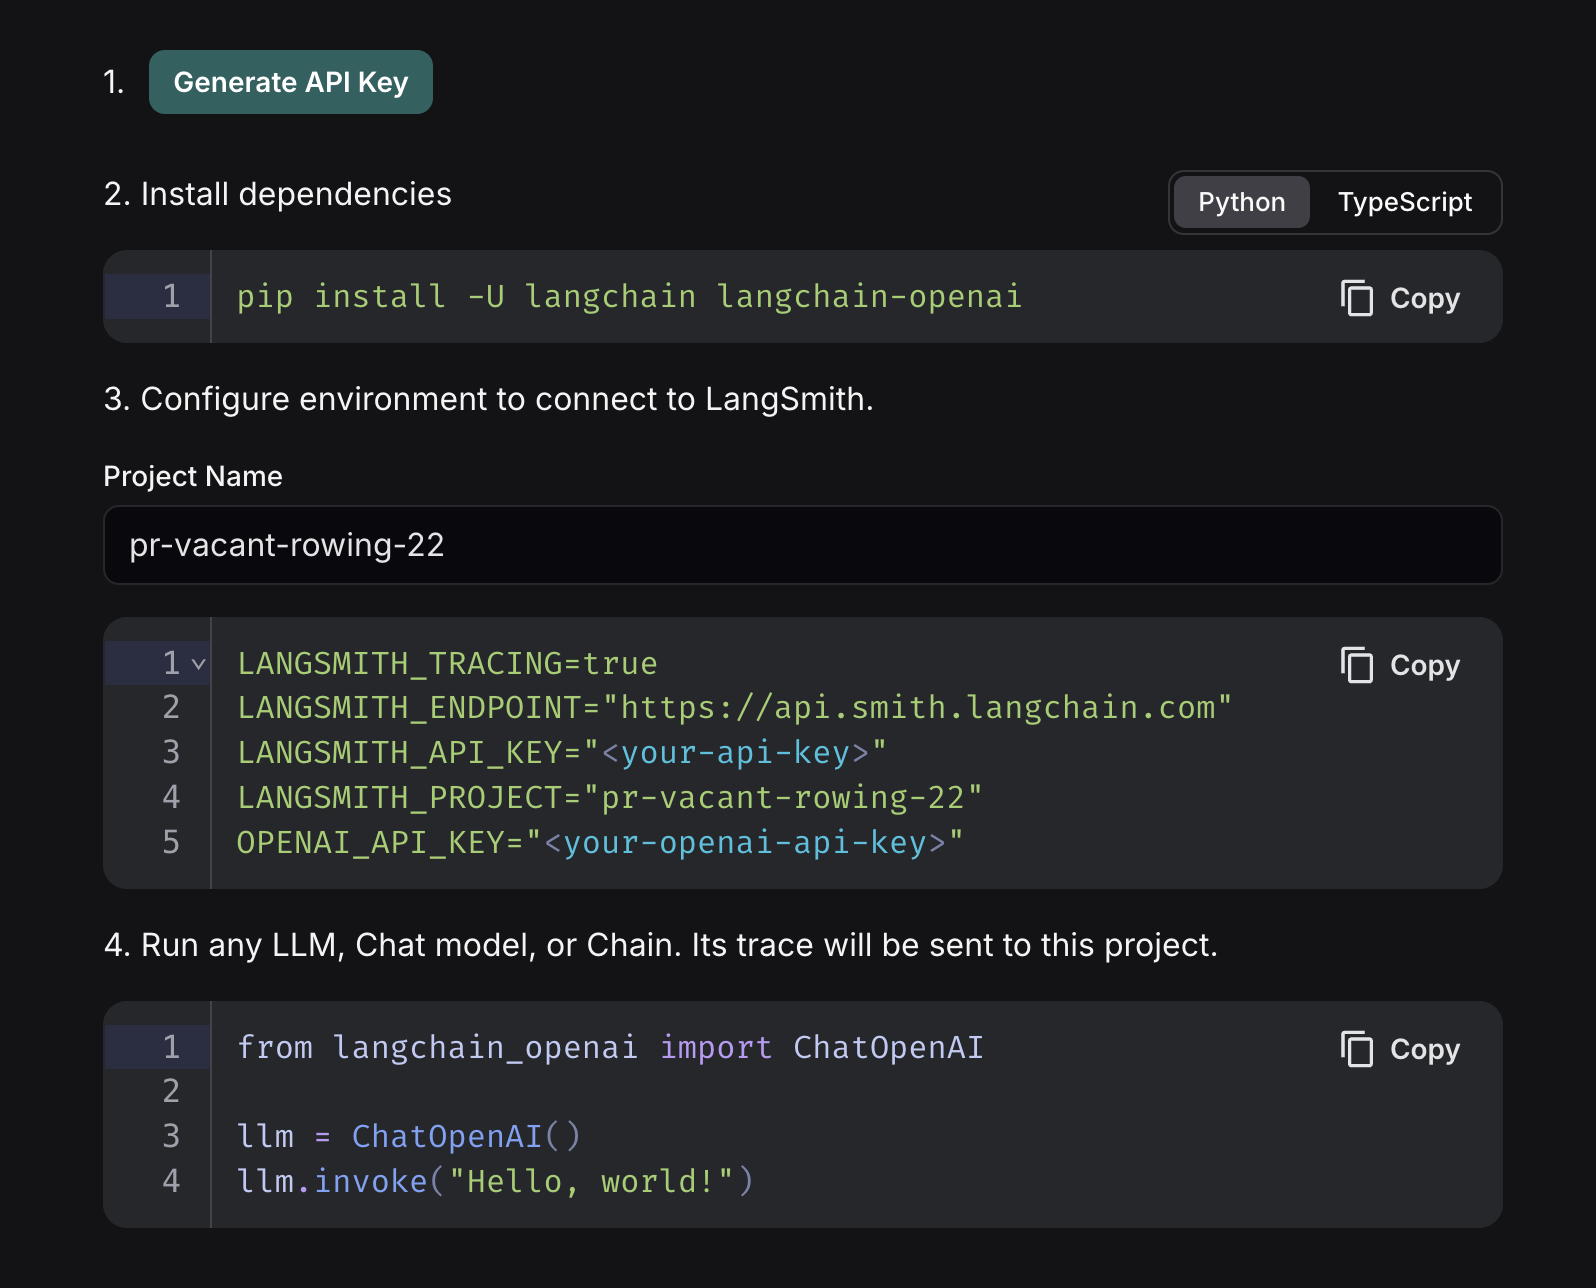 1. Generate API Key
2. Install dependencies
Python TypeScript
1 pip install -U langchain langchain-openai
Copy
3. Configure environment to connect to LangSmith.
Project Name
pr-vacant-rowing-22
1 LANGSMITH_TRACING=true
Copy
2 LANGSMITH_ENDPOINT="https://api.smith.langchain.com"
3 LANGSMITH_API_KEY="<your-api-key>"
4 LANGSMITH_PROJECT="pr-vacant-rowing-22"
5 OPENAI_API_KEY="<your-openai-api-key>"
4. Run any LLM, Chat model, or Chain. Its trace will be sent to this project.
1 from langchain_openai import ChatOpenAI
Copy
2
3 llm = ChatOpenAI()
4 llm.invoke("Hello, world!")